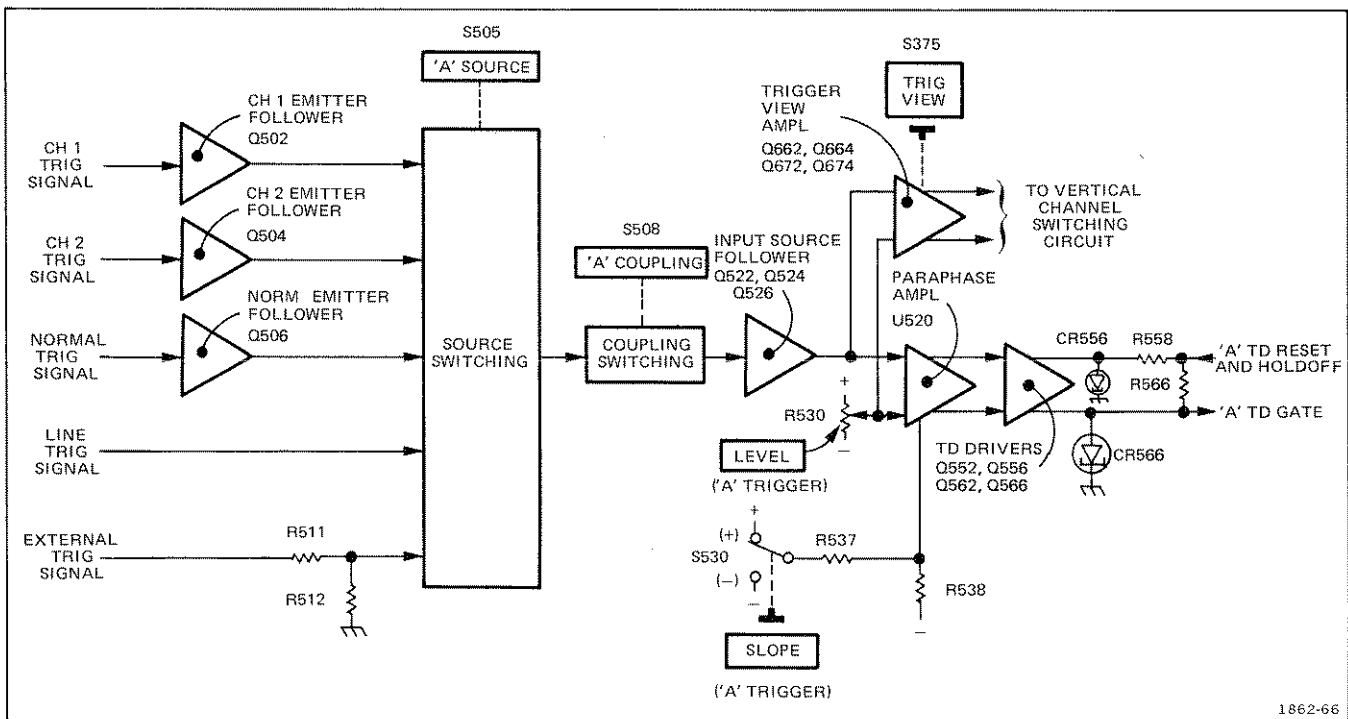 S505
'A' SOURCE
S375
TRIG
VIEW
TRIGGER
VIEW
AMPL
Q662, Q664
Q672, Q674
CH 1 EMITTER
FOLLOWER
Q502
CH 1
TRIG
SIGNAL
CH 2 EMITTER
FOLLOWER
Q504
CH 2
TRIG
SIGNAL
NORM EMITTER
FOLLOWER
Q506
NORMAL
TRIG
SIGNAL
LINE
TRIG
SIGNAL
EXTERNAL
TRIG
SIGNAL
R511
R512
SOURCE
SWITCHING
S508
'A' COUPLING
COUPLING
SWITCHING
INPUT SOURCE
FOLLOWER
Q522, Q524
Q526
TO VERTICAL
CHANNEL
SWITCHING
CIRCUIT
PARAPHASE
AMPL
U520
+
R530
−
LEVEL
('A' TRIGGER)
TD DRIVERS
Q552, Q556
Q562, Q566
CR556
R558
R566
'A' TD RESET
AND HOLDOFF
'A' TD GATE
CR566
+
(+)
S530
(−)
−
R537
R538
−
SLOPE
('A' TRIGGER)
1862-66